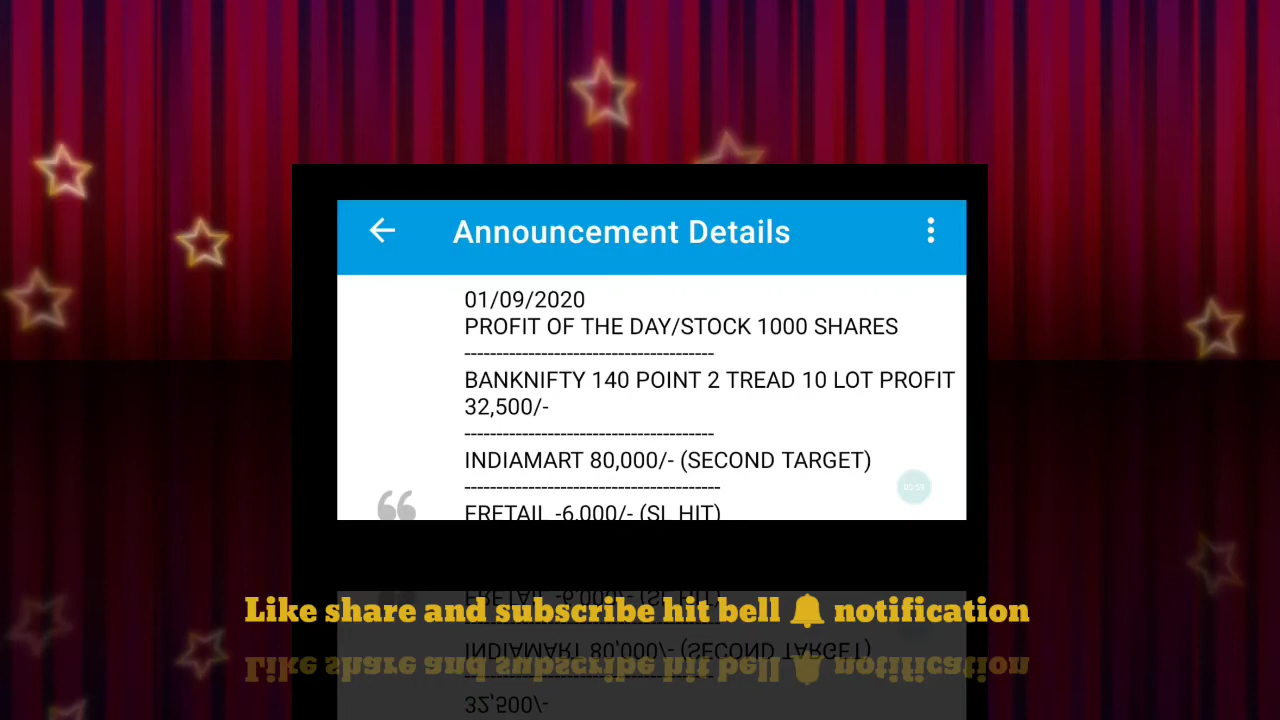 Announcement Details
01/09/2020
PROFIT OF THE DAY/STOCK 1000 SHARES
---------------------------------------
BANKNIFTY 140 POINT 2 TREAD 10 LOT PROFIT
32,500/-
---------------------------------------
INDIAMART 80,000/- (SECOND TARGET)
----------------------------------------
00:59
FRETAIL -6,000/- (SL HIT)
Like share and subscribe hit bell 🔔 notification